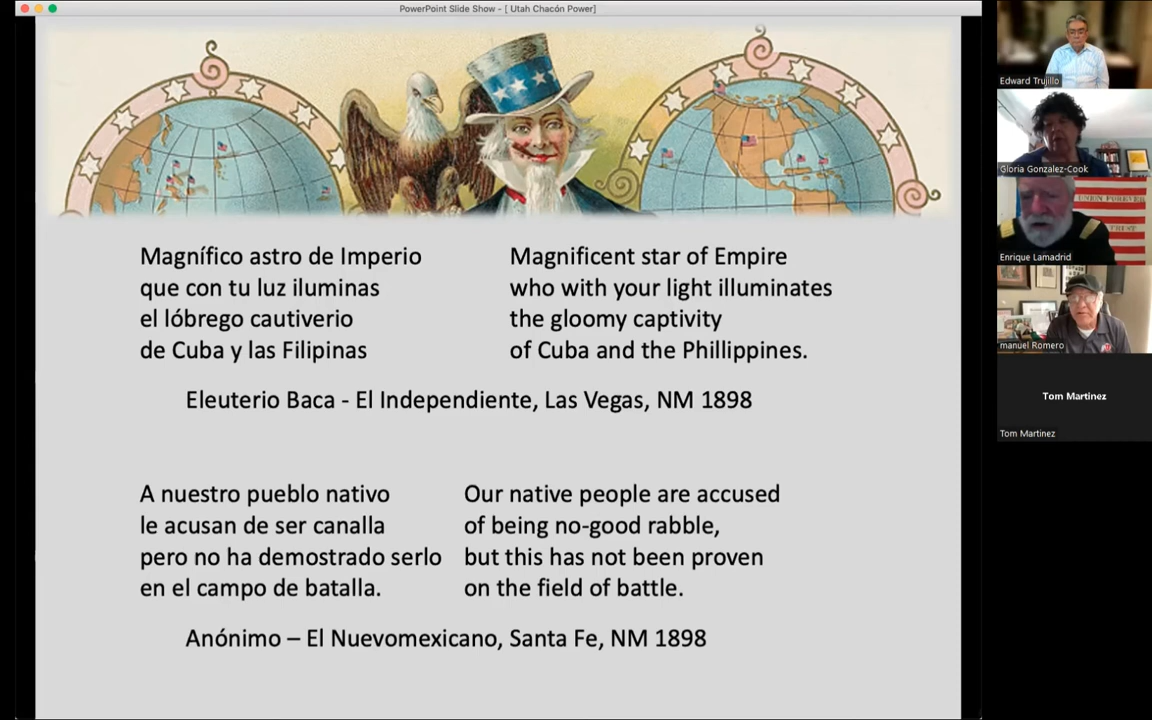 PowerPoint Slide Show - [ Utah Chacón Power]
Magnífico astro de Imperio
que con tu luz iluminas
el lóbrego cautiverio
de Cuba y las Filipinas
Magnificent star of Empire
who with your light illuminates
the gloomy captivity
of Cuba and the Phillippines.
Eleuterio Baca - El Independiente, Las Vegas, NM 1898
A nuestro pueblo nativo
le acusan de ser canalla
pero no ha demostrado serlo
en el campo de batalla.
Our native people are accused
of being no-good rabble,
but this has not been proven
on the field of battle.
Anónimo – El Nuevomexicano, Santa Fe, NM 1898
Edward Trujillo
Gloria Gonzalez-Cook
UNION FOREVER
TRUST
Enrique Lamadrid
manuel Romero
Tom Martinez
Tom Martinez